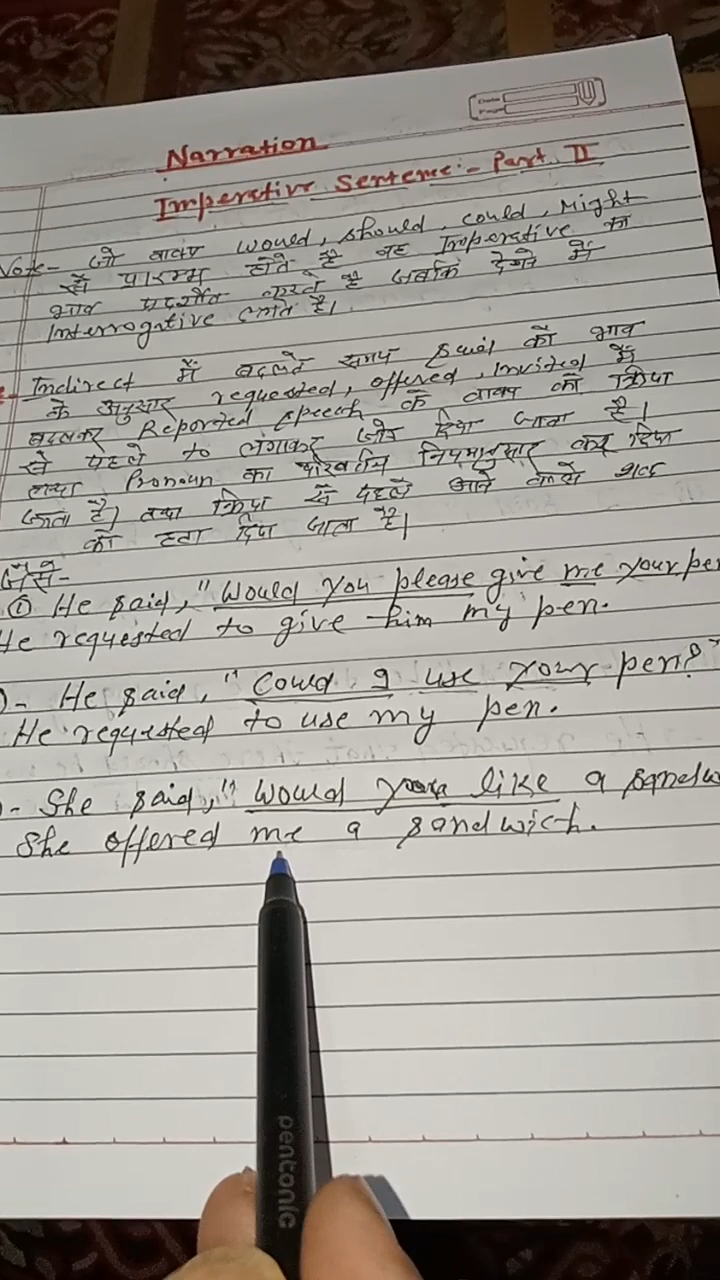 Date
Page
Narration
Imperative Sentence:- Part II
Note- जो वाक्य would, should, could, Might
से प्रारम्भ होते है वह Imperative का
भाव प्रदर्शित करते है जबकि देखने में
Interrogative लगते है।
Indirect में बदलते समय said को भाव
के अनुसार requested, offered, invited में
बदलकर Reported speech के वाक्य की क्रिया
से पहले to लगाकर जोड़ दिया जाता है।
तथा Pronoun का परिवर्तन नियमानुसार कर दिया
जाता है। तथा क्रिया से पहले आने वाले शब्द
को हटा दिया जाता है।
जैसे-
① He said, "Would you please give me your pen
He requested to give him my pen.
- He said, "Could I use your pen?"
He requested to use my pen.
- She said, "Would you like a sandw
She offered me a sandwich.
pentonic